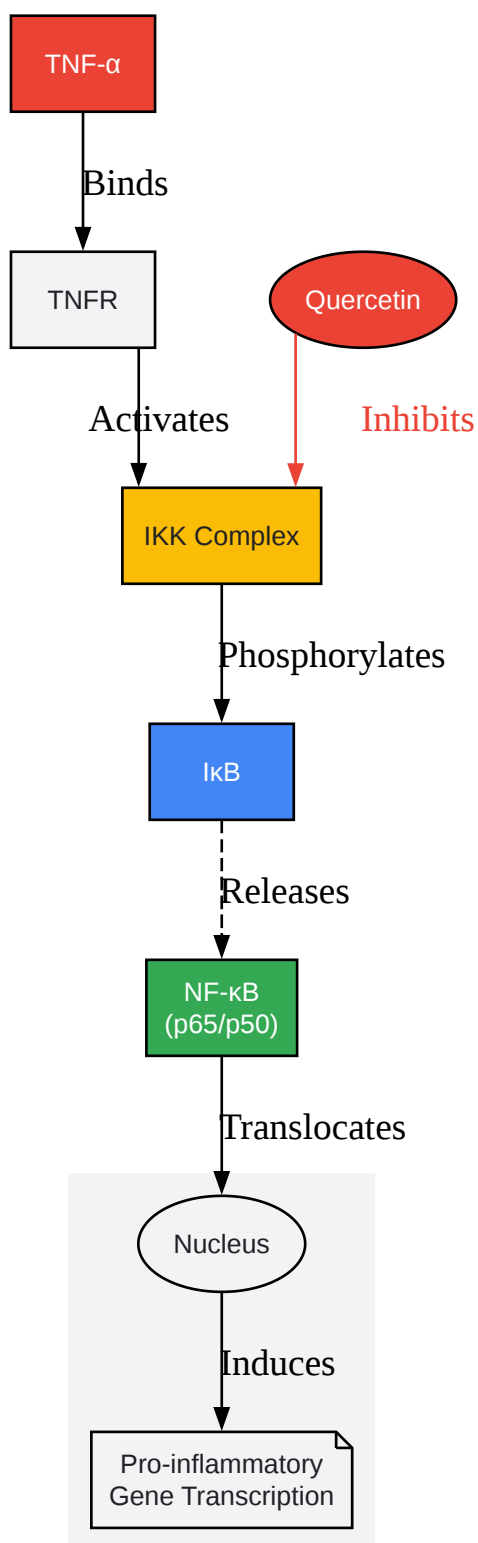 TNF-α
Binds
TNFR
Quercetin
Activates
Inhibits
IKK Complex
Phosphorylates
IκB
Releases
NF-κB
(p65/p50)
Translocates
Nucleus
Induces
Pro-inflammatory
Gene Transcription